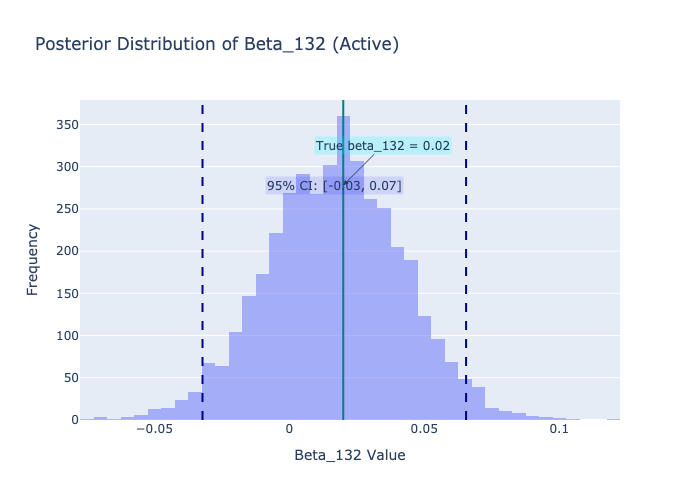 Posterior Distribution of Beta_132 (Active)
350
True beta_132 = 0.02
300
95% CI: [-0.03, 0.07]
250
Frequency
200
150
100
50
0
−0.05
0
0.05
0.1
Beta_132 Value